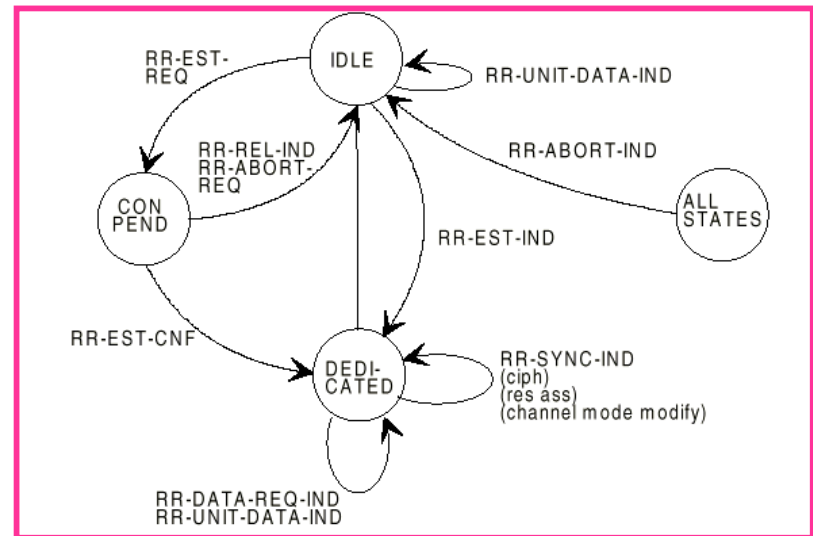 RR-EST-
REQ
IDLE
RR-UNIT-DATA-IND
RR-REL-IND
RR-ABORT-
REQ
RR-ABORT-IND
CON
PEND
ALL
STATES
RR-EST-IND
RR-EST-CNF
DEDI-
CATED
RR-SYNC-IND
(ciph)
(res ass)
(channel mode modify)
RR-DATA-REQ-IND
RR-UNIT-DATA-IND